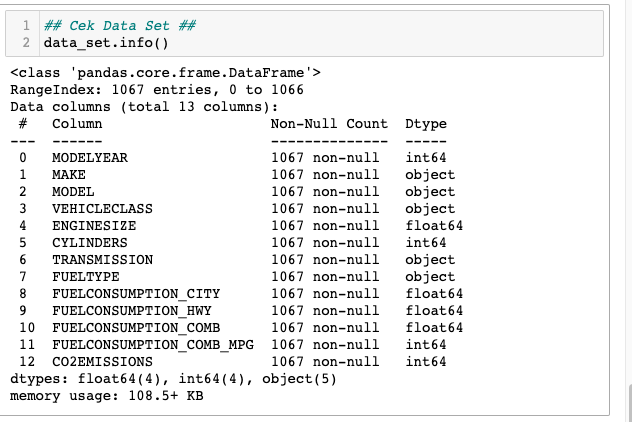 1 ## Cek Data Set ##
2 data_set.info()
<class 'pandas.core.frame.DataFrame'>
RangeIndex: 1067 entries, 0 to 1066
Data columns (total 13 columns):
 #   Column                    Non-Null Count  Dtype
---  ------                    --------------  -----
 0   MODELYEAR                 1067 non-null   int64
 1   MAKE                      1067 non-null   object
 2   MODEL                     1067 non-null   object
 3   VEHICLECLASS              1067 non-null   object
 4   ENGINESIZE                1067 non-null   float64
 5   CYLINDERS                 1067 non-null   int64
 6   TRANSMISSION              1067 non-null   object
 7   FUELTYPE                  1067 non-null   object
 8   FUELCONSUMPTION_CITY      1067 non-null   float64
 9   FUELCONSUMPTION_HWY       1067 non-null   float64
 10  FUELCONSUMPTION_COMB      1067 non-null   float64
 11  FUELCONSUMPTION_COMB_MPG  1067 non-null   int64
 12  CO2EMISSIONS              1067 non-null   int64
dtypes: float64(4), int64(4), object(5)
memory usage: 108.5+ KB